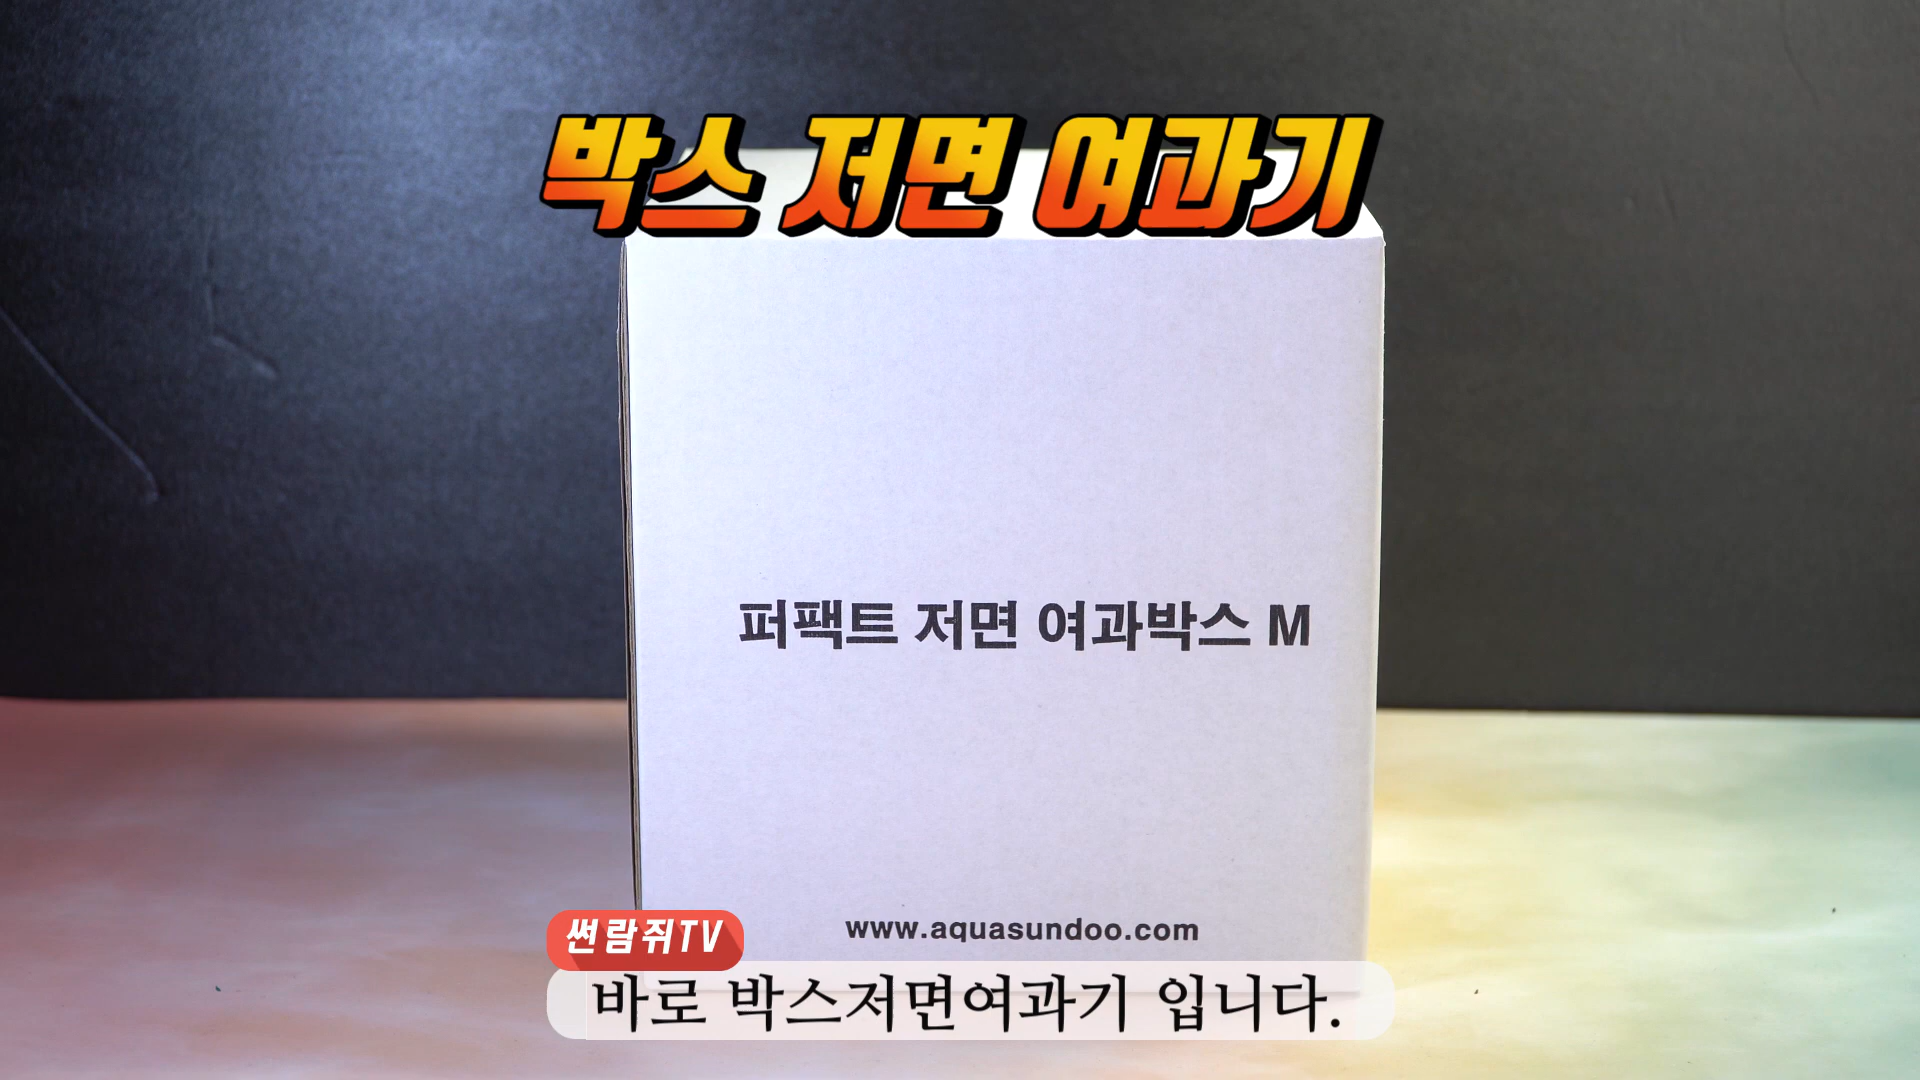 박스 저면 여과기
퍼팩트 저면 여과박스 M
www.aquasundoo.com
썬람쥐TV
바로 박스저면여과기 입니다.